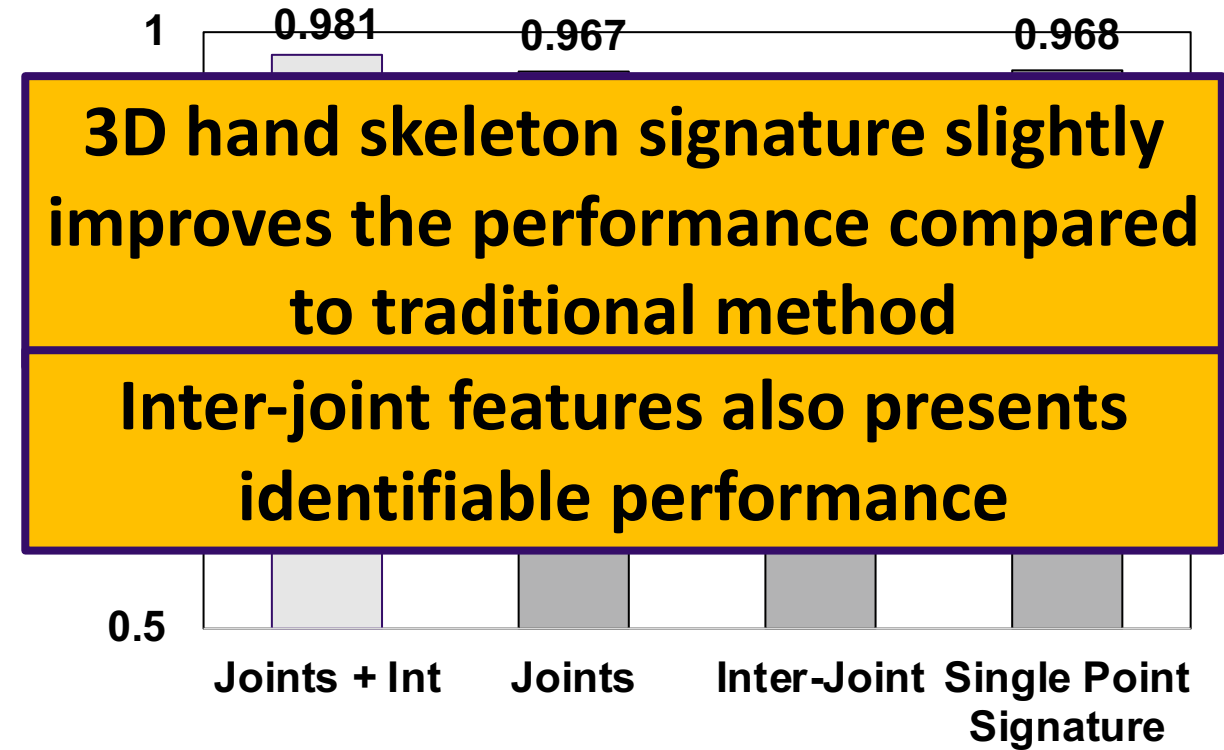 1
0.981
0.967
0.968
3D hand skeleton signature slightly
improves the performance compared
to traditional method
Inter-joint features also presents
identifiable performance
0.5
Joints + Int
Joints
Inter-Joint
Single Point
Signature